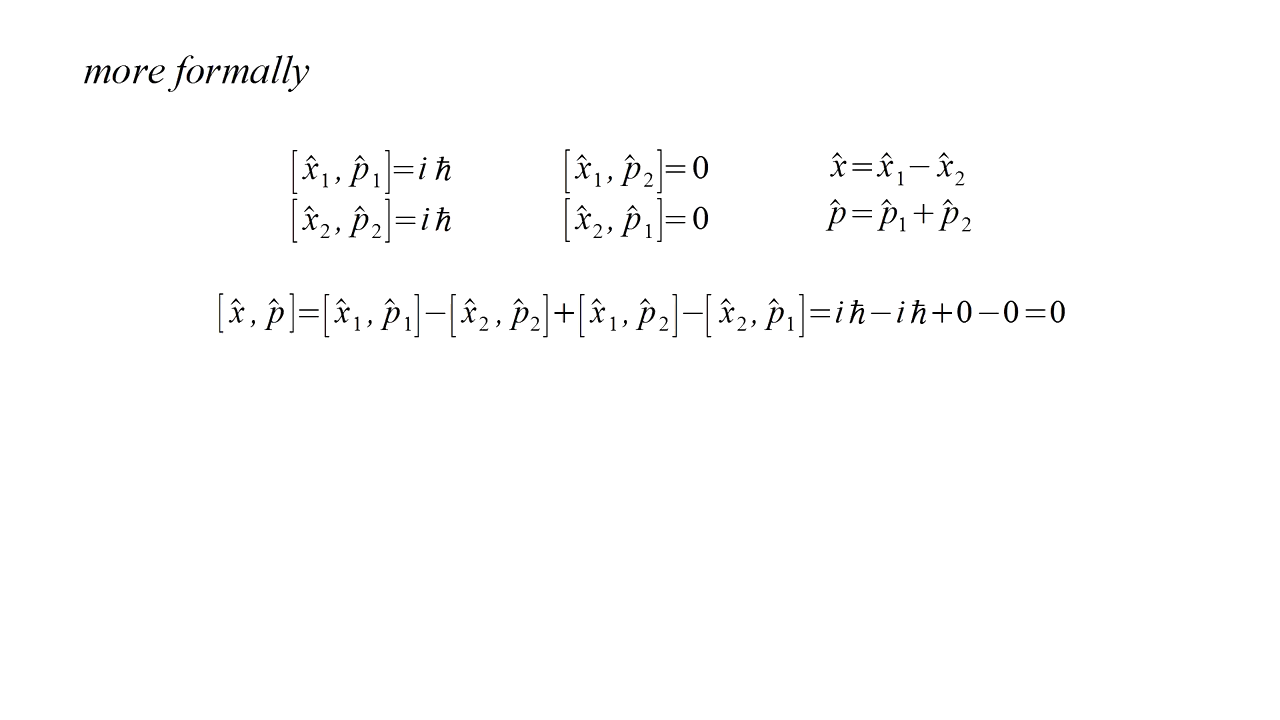 more formally
[x̂₁, p̂₁]=iħ [x̂₁, p̂₂]=0 x̂=x̂₁−x̂₂
[x̂₂, p̂₂]=iħ [x̂₂, p̂₁]=0 p̂=p̂₁+p̂₂
[x̂, p̂]=[x̂₁, p̂₁]−[x̂₂, p̂₂]+[x̂₁, p̂₂]−[x̂₂, p̂₁]=iħ−iħ+0−0=0